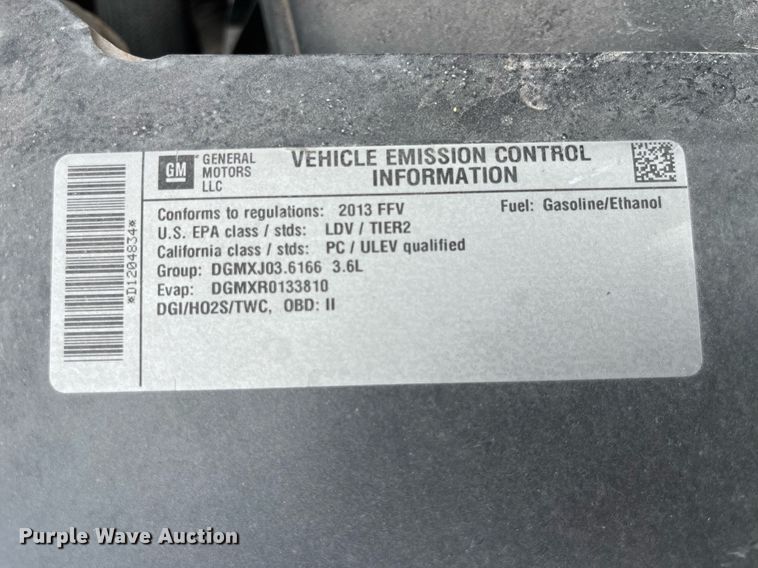 *D1204834*
GM
GENERAL
MOTORS
LLC
VEHICLE EMISSION CONTROL
INFORMATION
Conforms to regulations: 2013 FFV
Fuel: Gasoline/Ethanol
U.S. EPA class / stds: LDV / TIER2
California class / stds: PC / ULEV qualified
Group: DGMXJ03.6166 3.6L
Evap: DGMXR0133810
DGI/HO2S/TWC, OBD: II
Purple Wave Auction